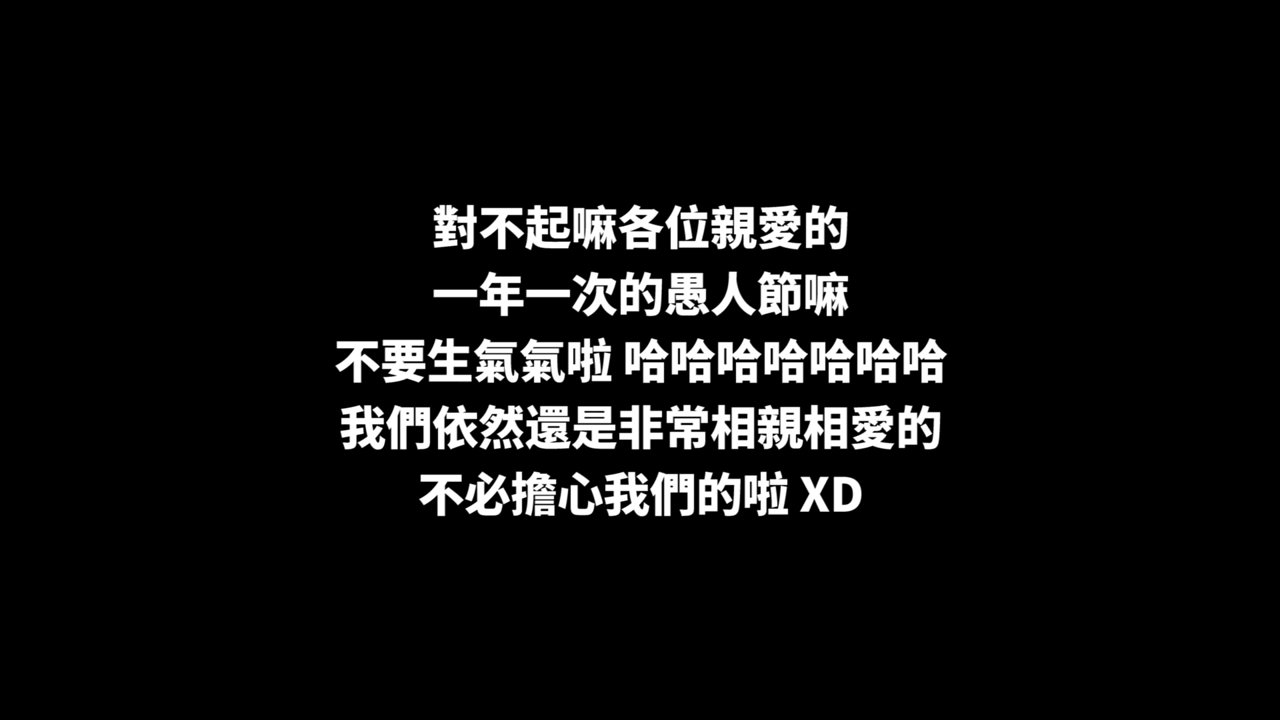 對不起嘛各位親愛的
一年一次的愚人節嘛
不要生氣氣啦 哈哈哈哈哈哈哈
我們依然還是非常相親相愛的
不必擔心我們的啦 XD